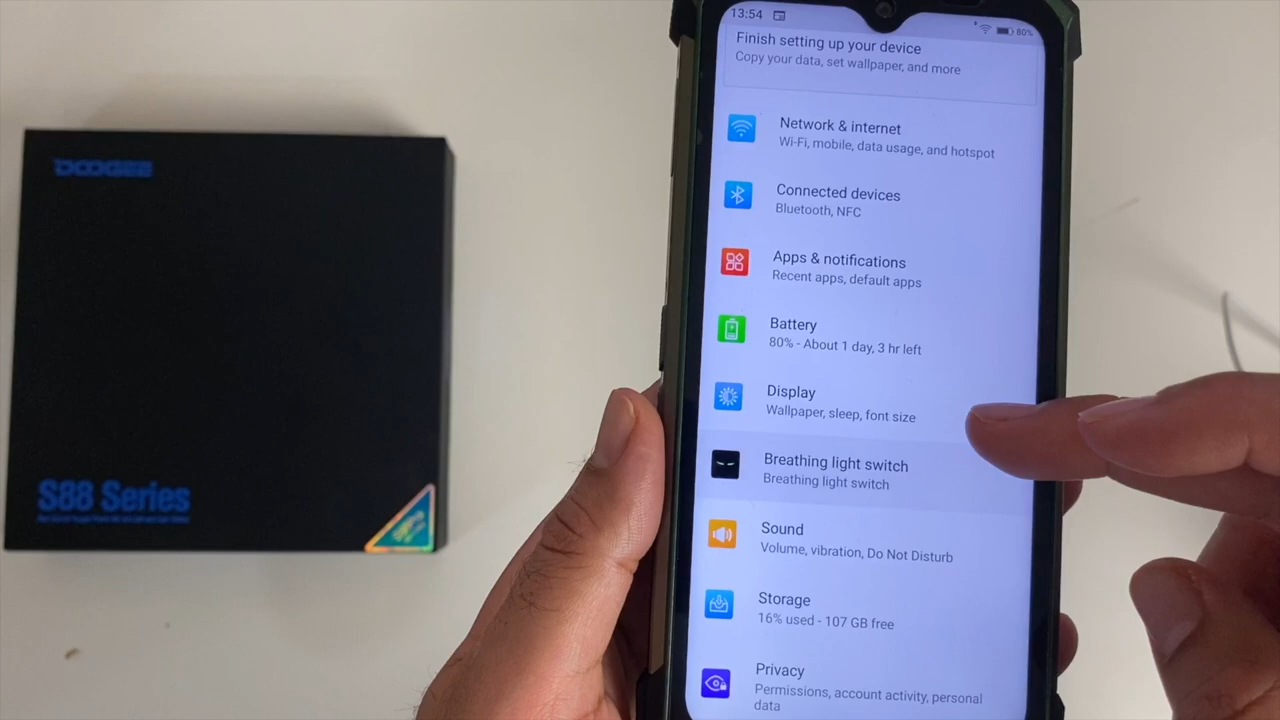 DOOGEE
S88 Series
13:54
80%
Finish setting up your device
Copy your data, set wallpaper, and more
Network & internet
Wi-Fi, mobile, data usage, and hotspot
Connected devices
Bluetooth, NFC
Apps & notifications
Recent apps, default apps
Battery
80% - About 1 day, 3 hr left
Display
Wallpaper, sleep, font size
Breathing light switch
Breathing light switch
Sound
Volume, vibration, Do Not Disturb
Storage
16% used - 107 GB free
Privacy
Permissions, account activity, personal
data